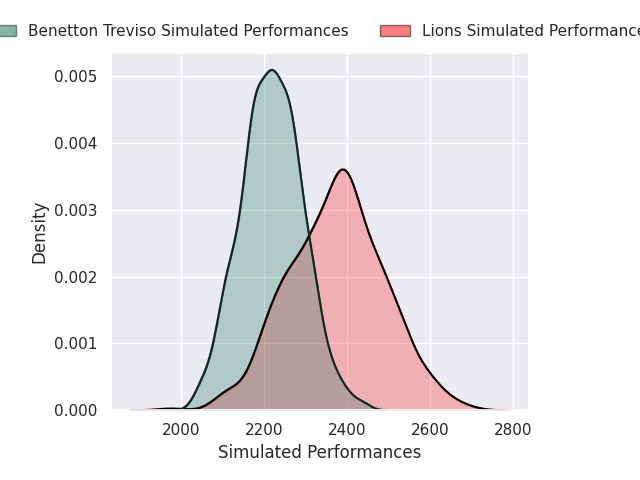 Benetton Treviso Simulated Performances Lions Simulated Performance
0.005
0.004
0.003
0.002
0.001
0.000
Density
2000 2200 2400 2600 2800
Simulated Performances